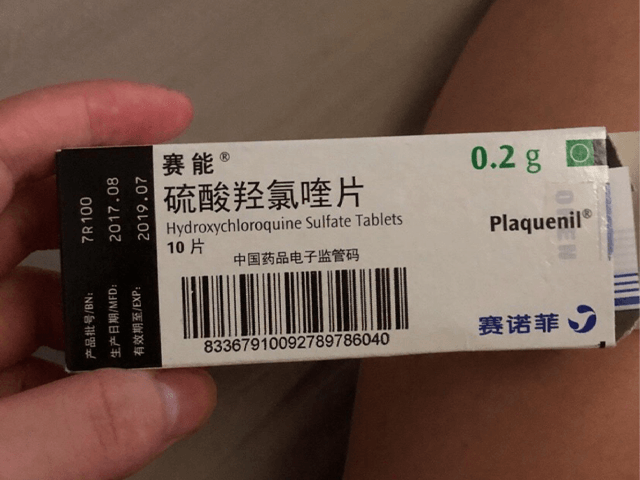 产品批号/BN: 7R100
生产日期/MFD: 2017.08
有效期至/EXP: 2019.07
赛能®
硫酸羟氯喹片
Hydroxychloroquine Sulfate Tablets
10 片
中国药品电子监管码
83367910092789786040
0.2 g
OPEN
Plaquenil®
赛诺菲